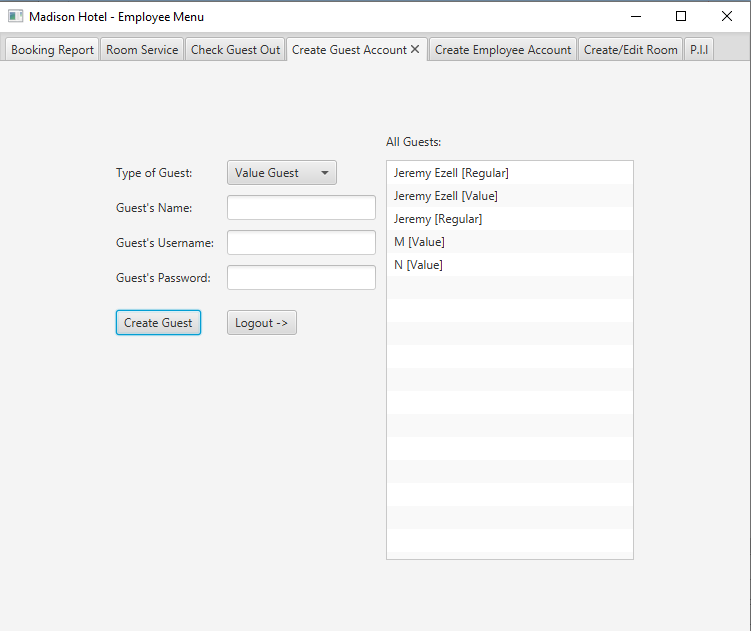 Madison Hotel - Employee Menu
Booking Report Room Service Check Guest Out Create Guest Account Create Employee Account Create/Edit Room P.I.I
All Guests:
Type of Guest: Value Guest
Guest's Name:
Guest's Username:
Guest's Password:
Create Guest Logout ->
Jeremy Ezell [Regular]
Jeremy Ezell [Value]
Jeremy [Regular]
M [Value]
N [Value]